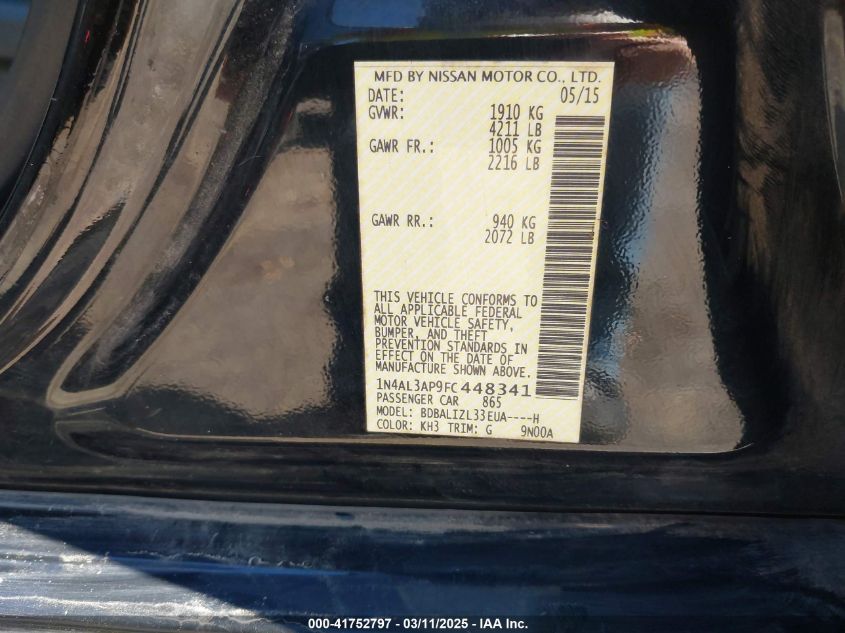 MFD BY NISSAN MOTOR CO., LTD.
DATE: 05/15
GVWR: 1910 KG
4211 LB
GAWR FR.: 1005 KG
2216 LB
GAWR RR.: 940 KG
2072 LB
THIS VEHICLE CONFORMS TO
ALL APPLICABLE FEDERAL
MOTOR VEHICLE SAFETY,
BUMPER, AND THEFT
PREVENTION STANDARDS IN
EFFECT ON THE DATE OF
MANUFACTURE SHOWN ABOVE.
1N4AL3AP9FC448341
PASSENGER CAR 865
MODEL: BDBALIZL33EUA----H
COLOR: KH3 TRIM: G 9N00A
000-41752797 - 03/11/2025 - IAA Inc.